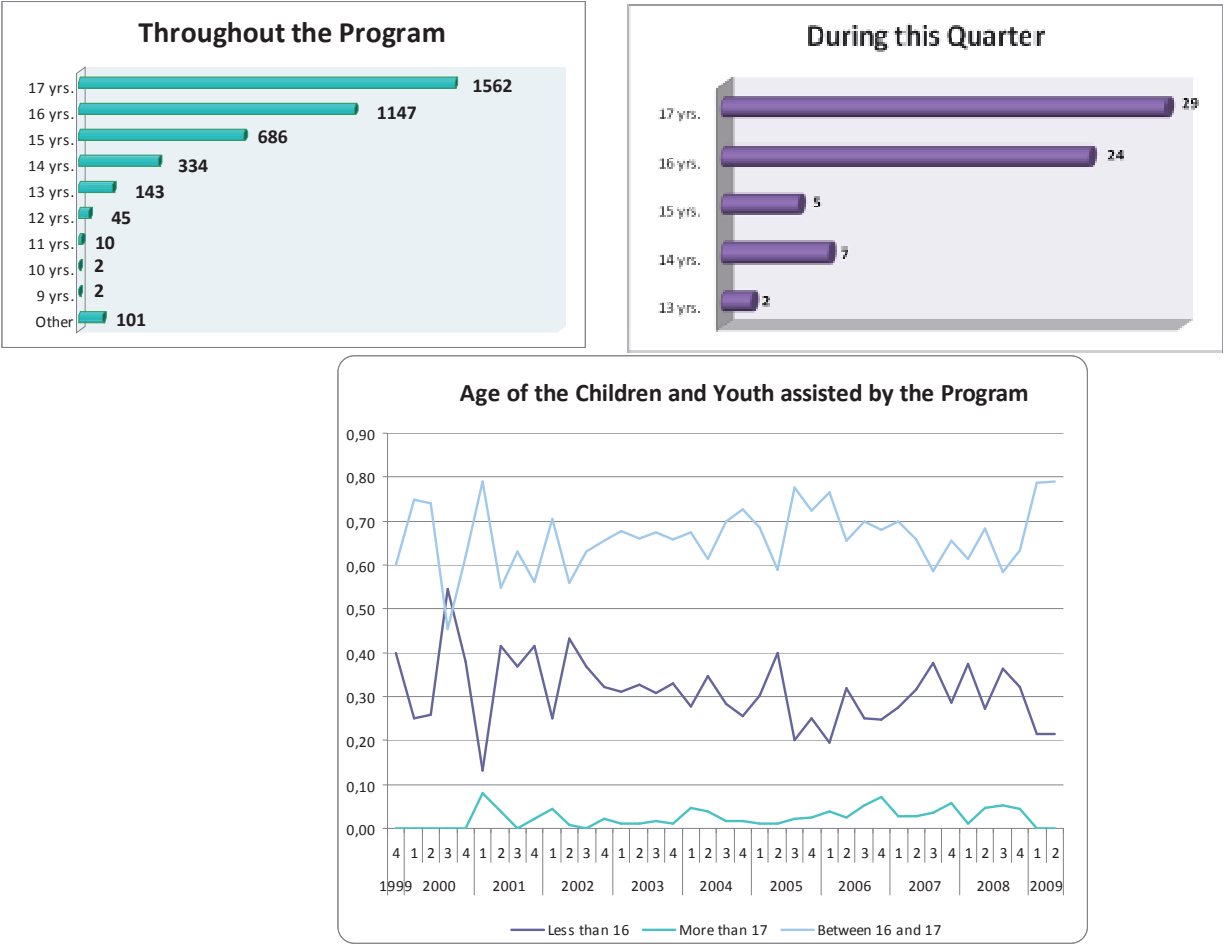 Throughout the Program
17 yrs. 1562
16 yrs. 1147
15 yrs. 686
14 yrs. 334
13 yrs. 143
12 yrs. 45
11 yrs. 10
10 yrs. 2
9 yrs. 2
Other 101
During this Quarter
17 yrs. 29
16 yrs. 24
15 yrs. 5
14 yrs. 7
13 yrs. 2
Age of the Children and Youth assisted by the Program
0,90
0,80
0,70
0,60
0,50
0,40
0,30
0,20
0,10
0,00
4 1 2 3 4 1 2 3 4 1 2 3 4 1 2 3 4 1 2 3 4 1 2 3 4 1 2 3 4 1 2 3 4 1 2 3 4 1 2
1999 2000 2001 2002 2003 2004 2005 2006 2007 2008 2009
Less than 16 More than 17 Between 16 and 17